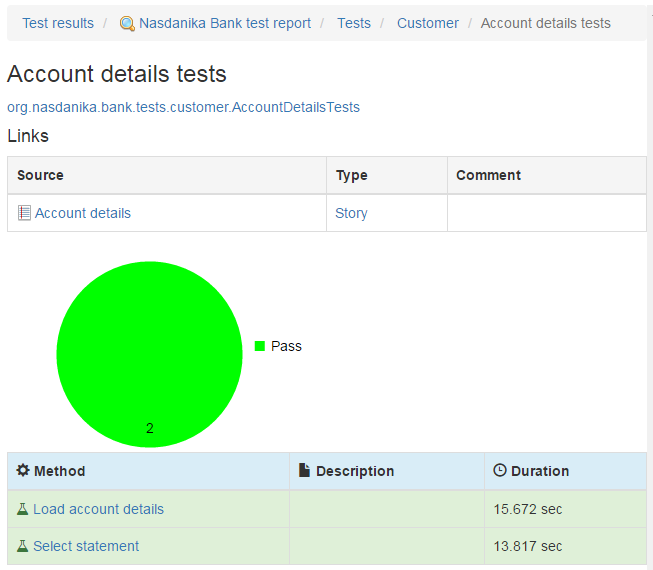 Test results / Nasdanika Bank test report / Tests / Customer / Account details tests
Account details tests
org.nasdanika.bank.tests.customer.AccountDetailsTests
Links
Source Type Comment
Account details Story
Pass
2
Method Description Duration
Load account details 15.672 sec
Select statement 13.817 sec